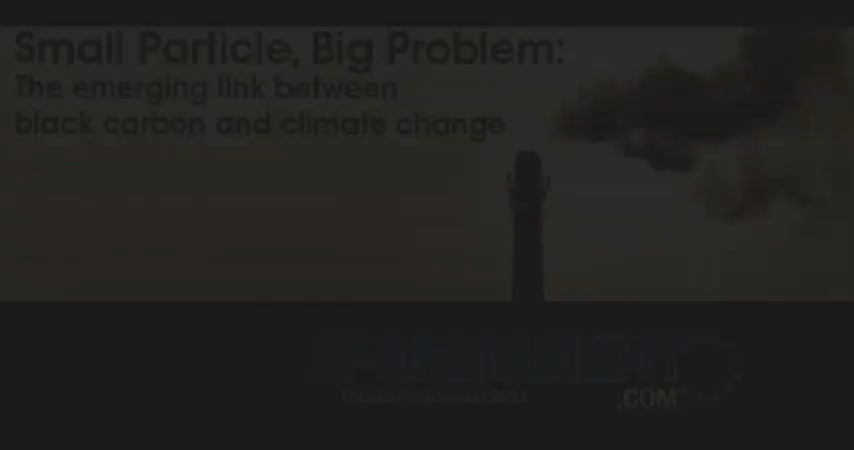 Small Particle, Big Problem:
The emerging link between
black carbon and climate change
.COM